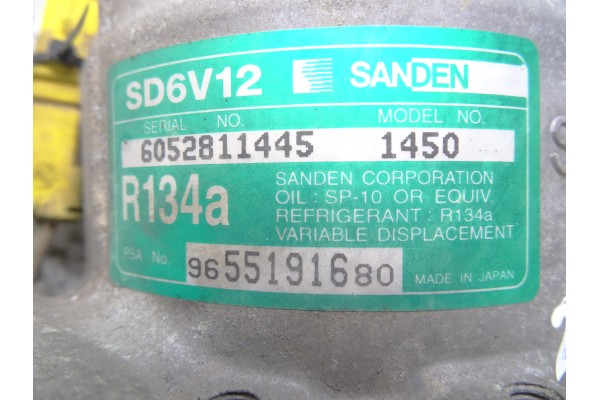 SD6V12 SANDEN
SERIAL NO. MODEL NO.
6052811445 1450
R134a
SANDEN CORPORATION
OIL : SP-10 OR EQUIV.
REFRIGERANT : R134a
VARIABLE DISPLACEMENT
PSA No. 9655191680 MADE IN JAPAN